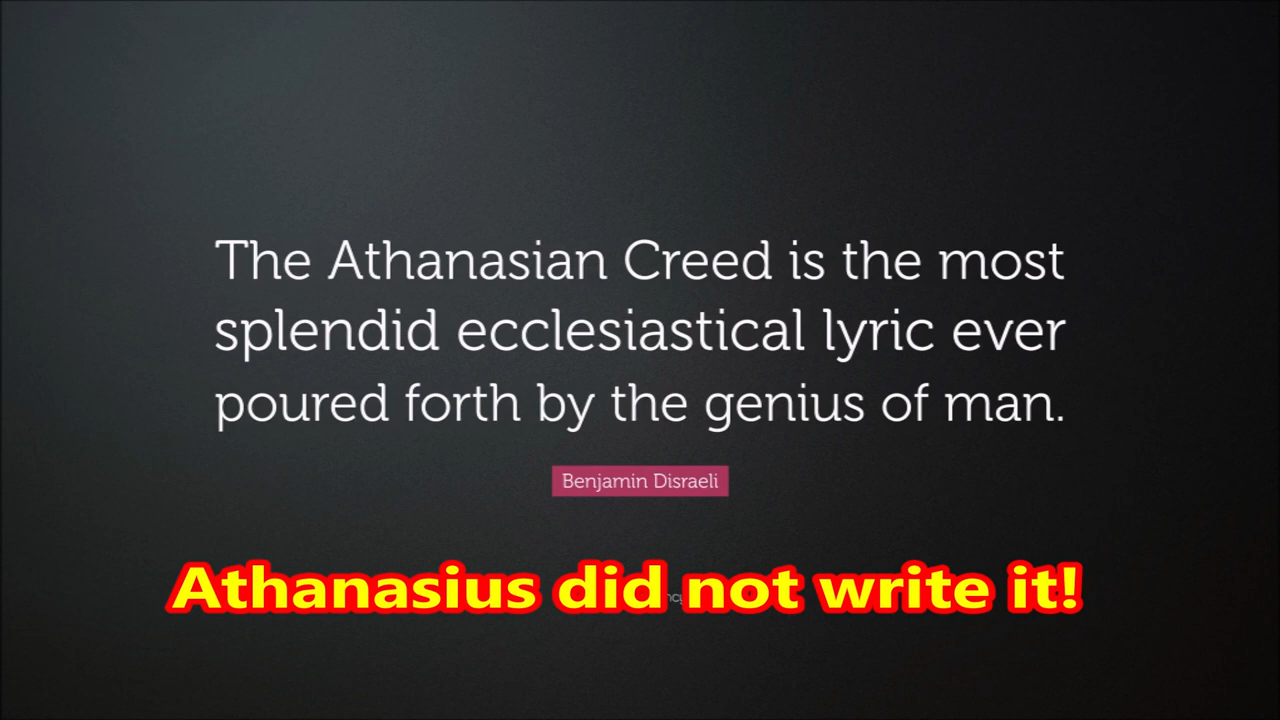 The Athanasian Creed is the most
splendid ecclesiastical lyric ever
poured forth by the genius of man.
Benjamin Disraeli
Athanasius did not write it!